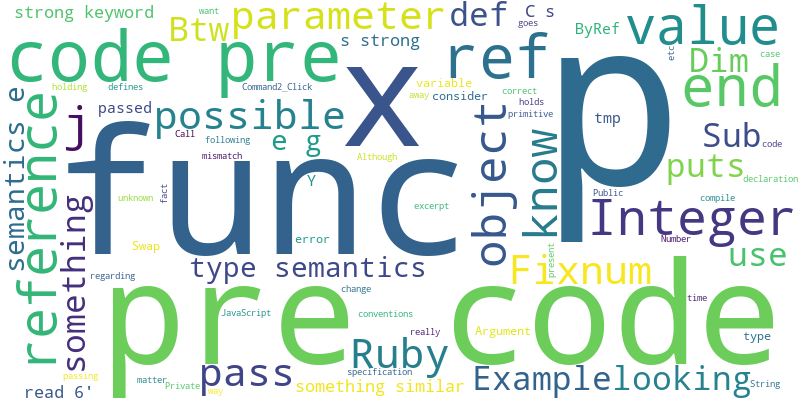 strong keyword
want
parameter
def
C s
goes
value
Btw
s strong
ByRef
etc
code pre
ref
Dim
case
holding
defines
Command2_Click
x
p
variable
away
consider
correct
end
semantics e
reference
passed
possible
j
holds
primitive
tmp
Sub
code
Call
following
e g
func
object
know
mismatch
Although
puts
declaration
something
fact
unknown
Y
excerpt
Public
compile
Integer
Swap
error
present
Number
use
regarding
type semantics
Fixnum
change
pre code
time
JavaScript
conventions
really
Argument
type
passing
matter
Private
pass
way
specification
Ruby
read 6'
something similar
Example
looking
String